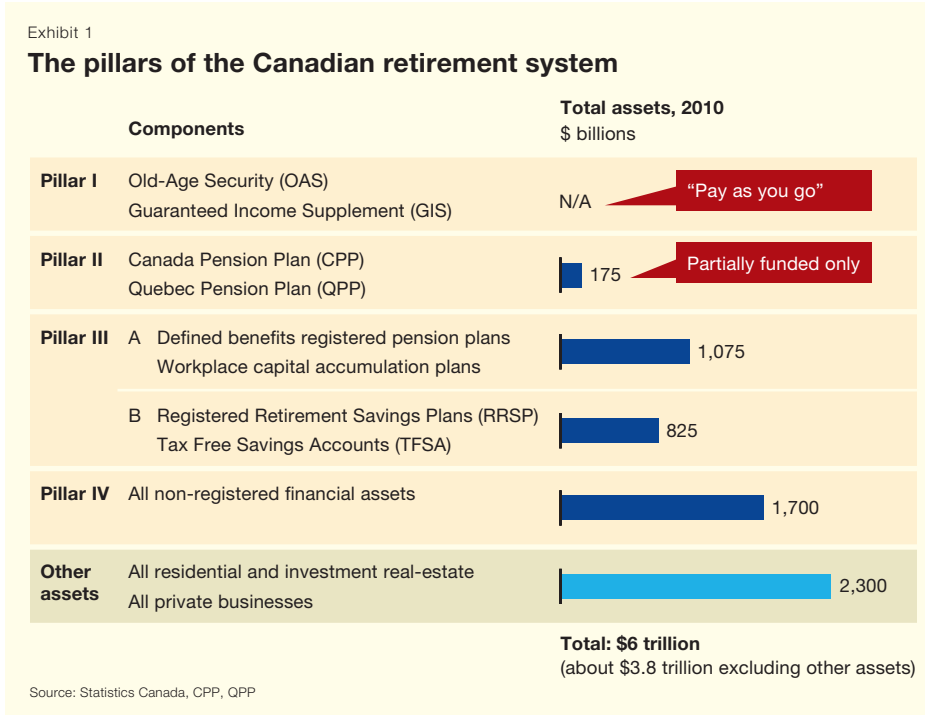 Exhibit 1
The pillars of the Canadian retirement system
Components
Total assets, 2010
$ billions
Pillar I
Old-Age Security (OAS)
Guaranteed Income Supplement (GIS)
N/A
“Pay as you go”
Pillar II
Canada Pension Plan (CPP)
Quebec Pension Plan (QPP)
175
Partially funded only
Pillar III
A Defined benefits registered pension plans
Workplace capital accumulation plans
1,075
B Registered Retirement Savings Plans (RRSP)
Tax Free Savings Accounts (TFSA)
825
Pillar IV
All non-registered financial assets
1,700
Other
assets
All residential and investment real-estate
All private businesses
2,300
Total: $6 trillion
(about $3.8 trillion excluding other assets)
Source: Statistics Canada, CPP, QPP